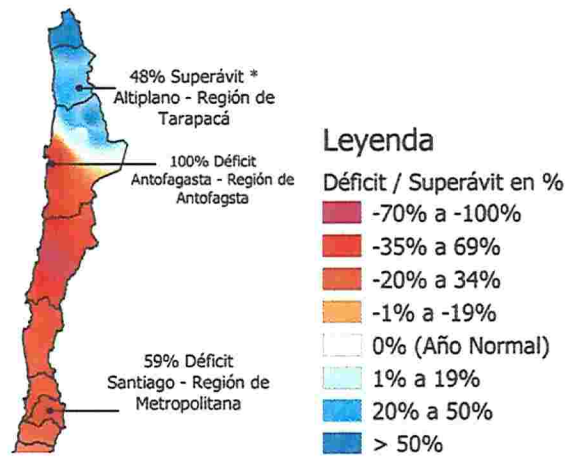 48% Superávit *
Altiplano - Región de
Tarapacá
100% Déficit
Antofagasta - Región de
Antofagsta
59% Déficit
Santiago - Región de
Metropolitana
Leyenda
Déficit / Superávit en %
-70% a -100%
-35% a 69%
-20% a 34%
-1% a -19%
0% (Año Normal)
1% a 19%
20% a 50%
> 50%